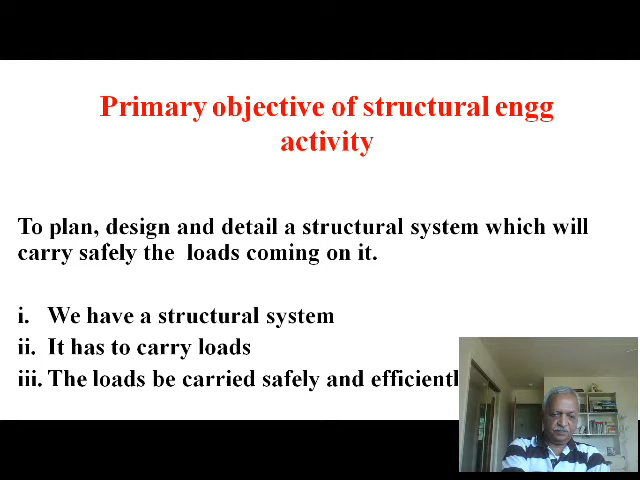 Primary objective of structural engg
activity
To plan, design and detail a structural system which will
carry safely the loads coming on it.
i. We have a structural system
ii. It has to carry loads
iii. The loads be carried safely and